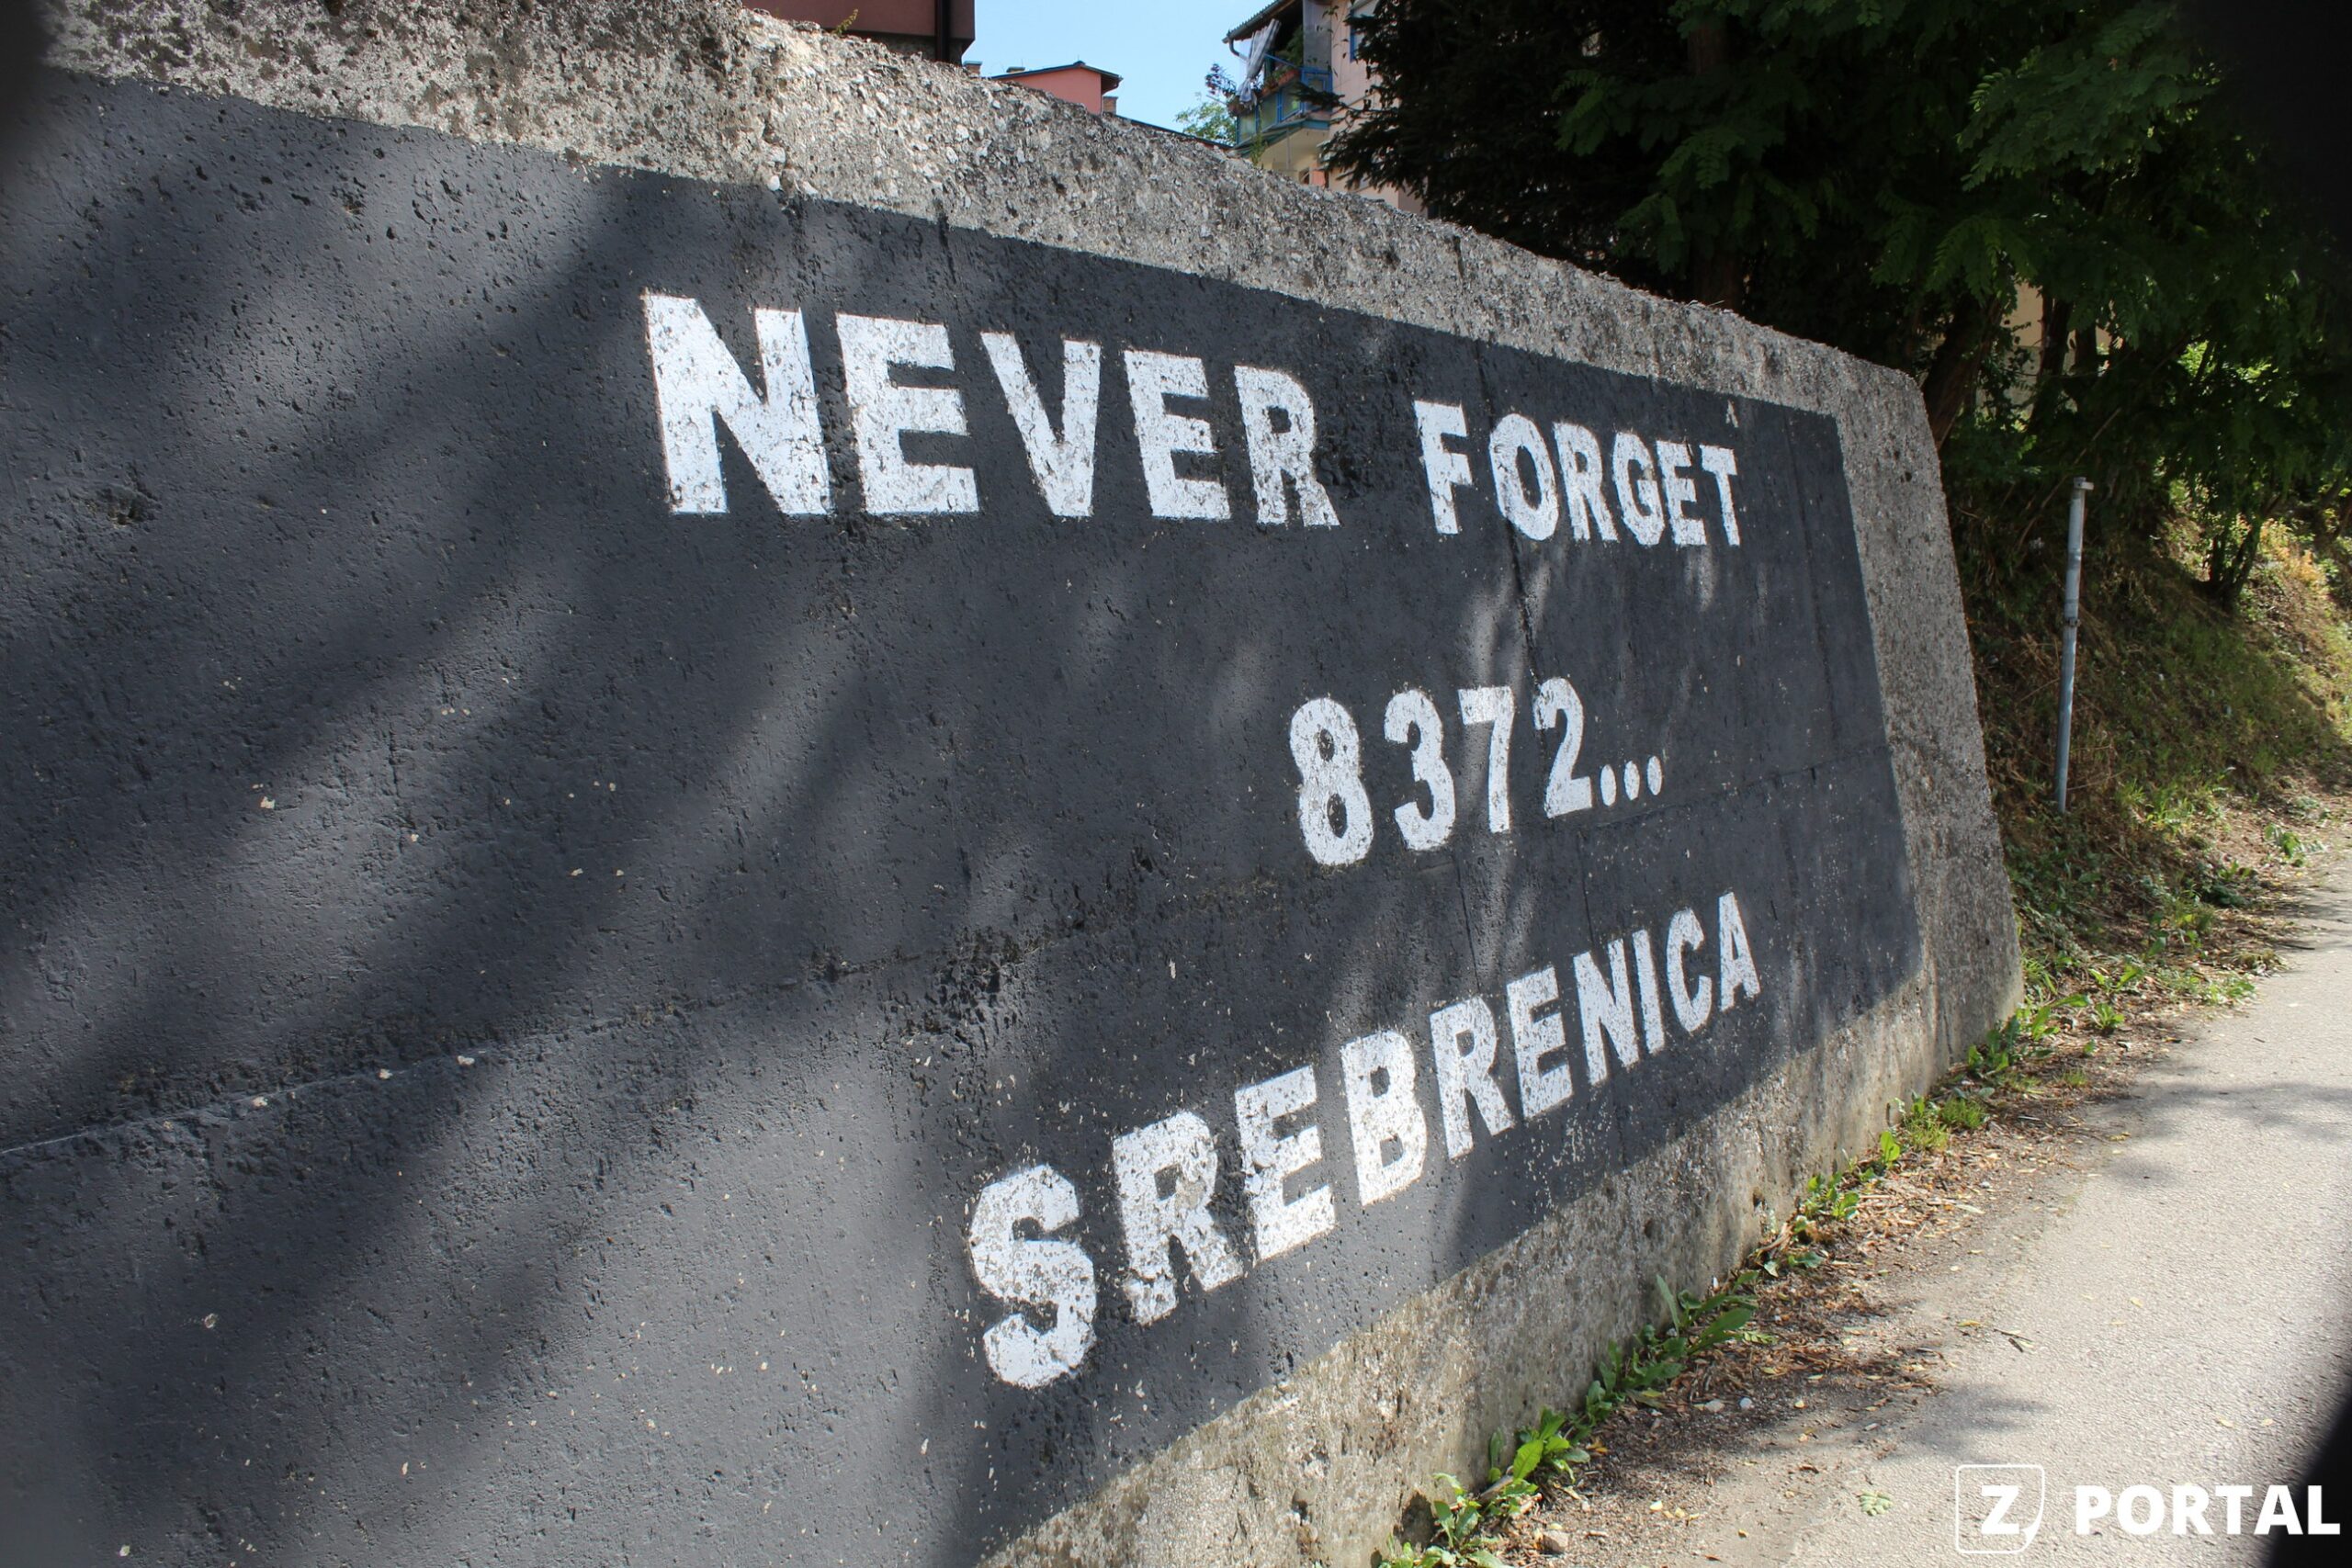 NEVER FORGET
8372...
SREBRENICA
Z PORTAL